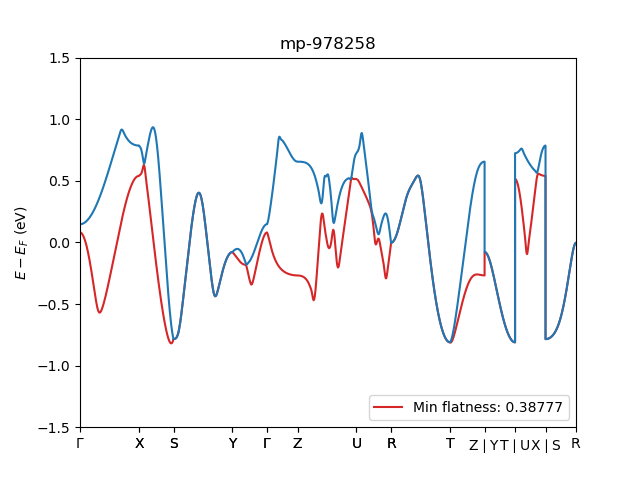 mp-978258
E − E_F (eV)
1.5
1.0
0.5
0.0
−0.5
−1.0
−1.5
Min flatness: 0.38777
Γ X S Y Γ Z U R T Z | Y T | U X | S R